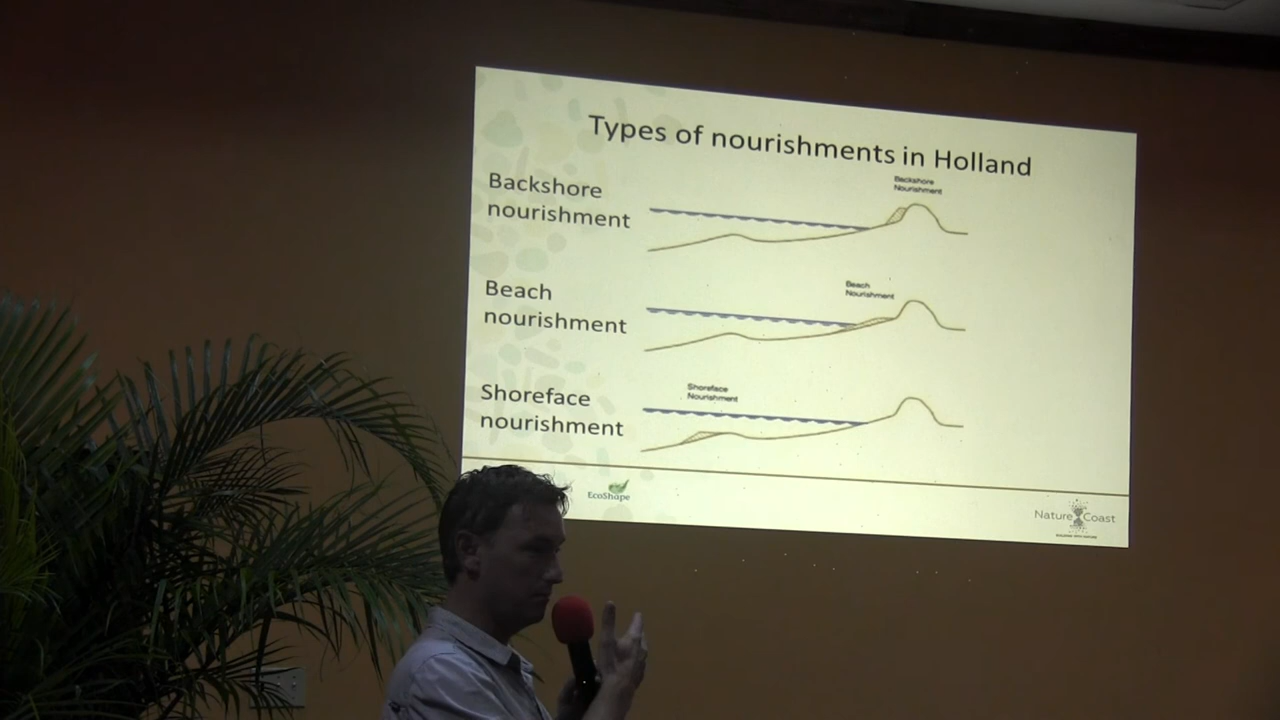 Types of nourishments in Holland
Backshore
nourishment
Backshore
Nourishment
Beach
nourishment
Beach
Nourishment
Shoreface
nourishment
Shoreface
Nourishment
EcoShape
Nature Coast